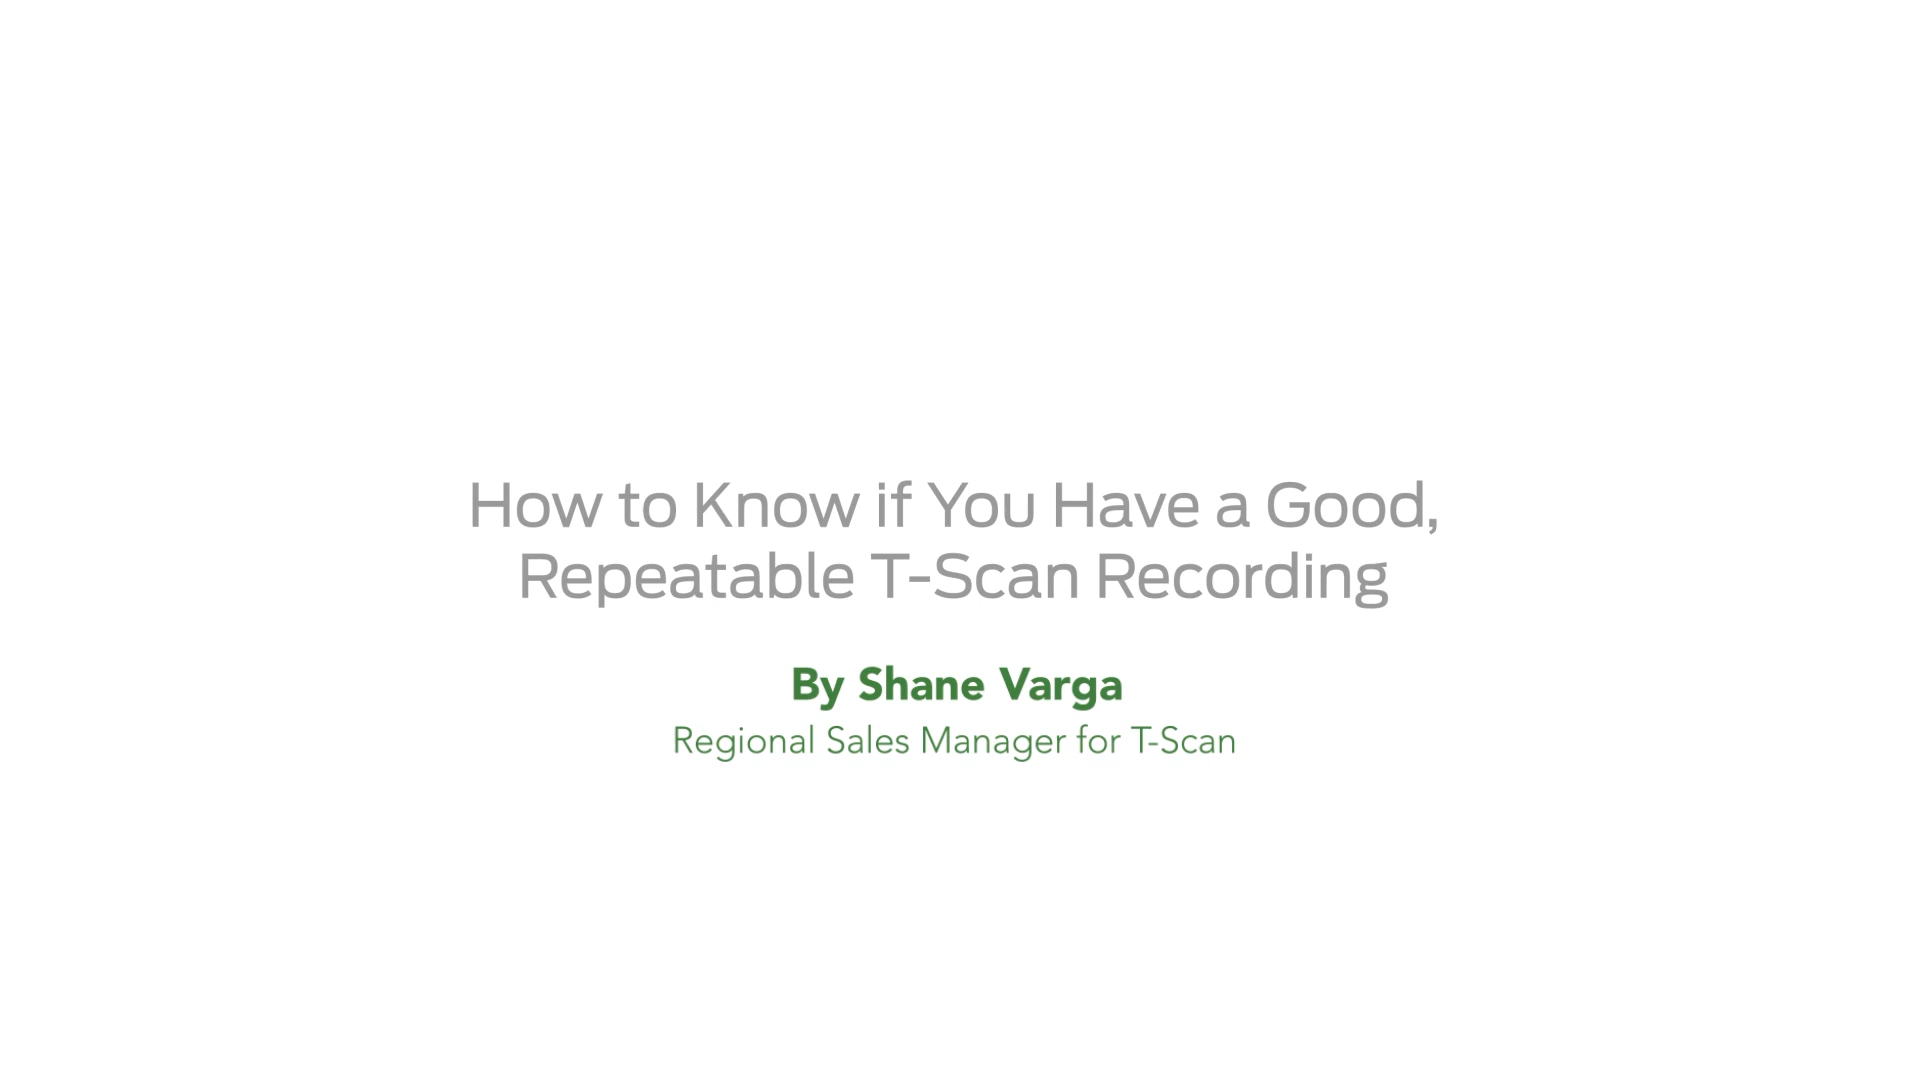 How to Know if You Have a Good,
Repeatable T-Scan Recording
By Shane Varga
Regional Sales Manager for T-Scan